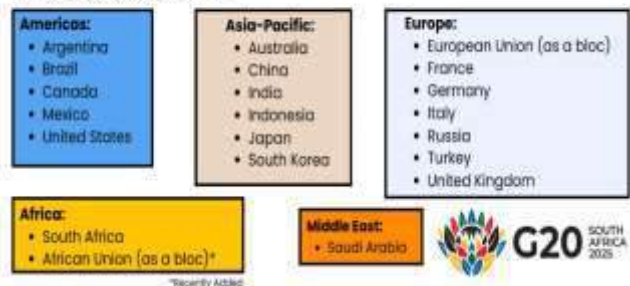 Americas:
• Argentina
• Brazil
• Canada
• Mexico
• United States
Asia-Pacific:
• Australia
• China
• India
• Indonesia
• Japan
• South Korea
Europe:
• European Union (as a bloc)
• France
• Germany
• Italy
• Russia
• Turkey
• United Kingdom
Africa:
• South Africa
• African Union (as a bloc)*
*Recently Added
Middle East:
• Saudi Arabia
G20
SOUTH
AFRICA
2025